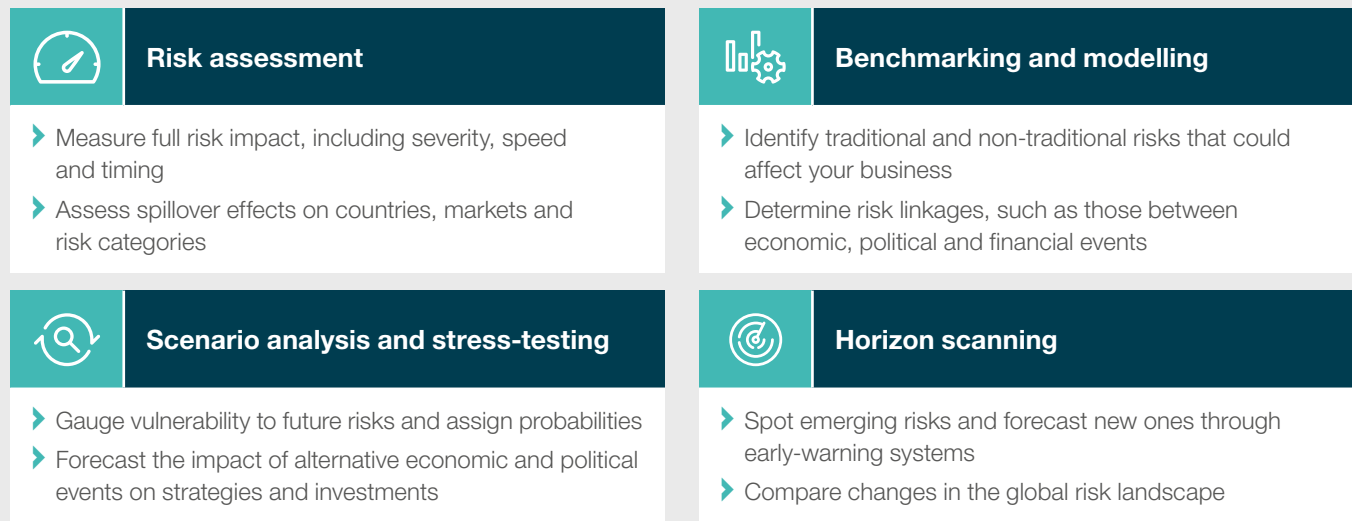 Risk assessment
Measure full risk impact, including severity, speed
and timing
Assess spillover effects on countries, markets and
risk categories
Benchmarking and modelling
Identify traditional and non-traditional risks that could
affect your business
Determine risk linkages, such as those between
economic, political and financial events
Scenario analysis and stress-testing
Gauge vulnerability to future risks and assign probabilities
Forecast the impact of alternative economic and political
events on strategies and investments
Horizon scanning
Spot emerging risks and forecast new ones through
early-warning systems
Compare changes in the global risk landscape